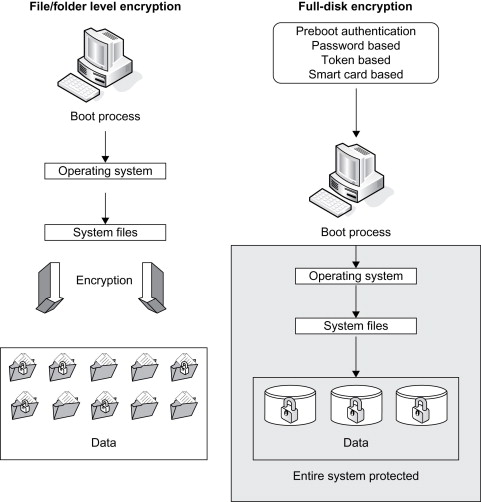 File/folder level encryption
Boot process
Operating system
System files
Encryption
Data
Full-disk encryption
Preboot authentication
Password based
Token based
Smart card based
Boot process
Operating system
System files
Data
Entire system protected